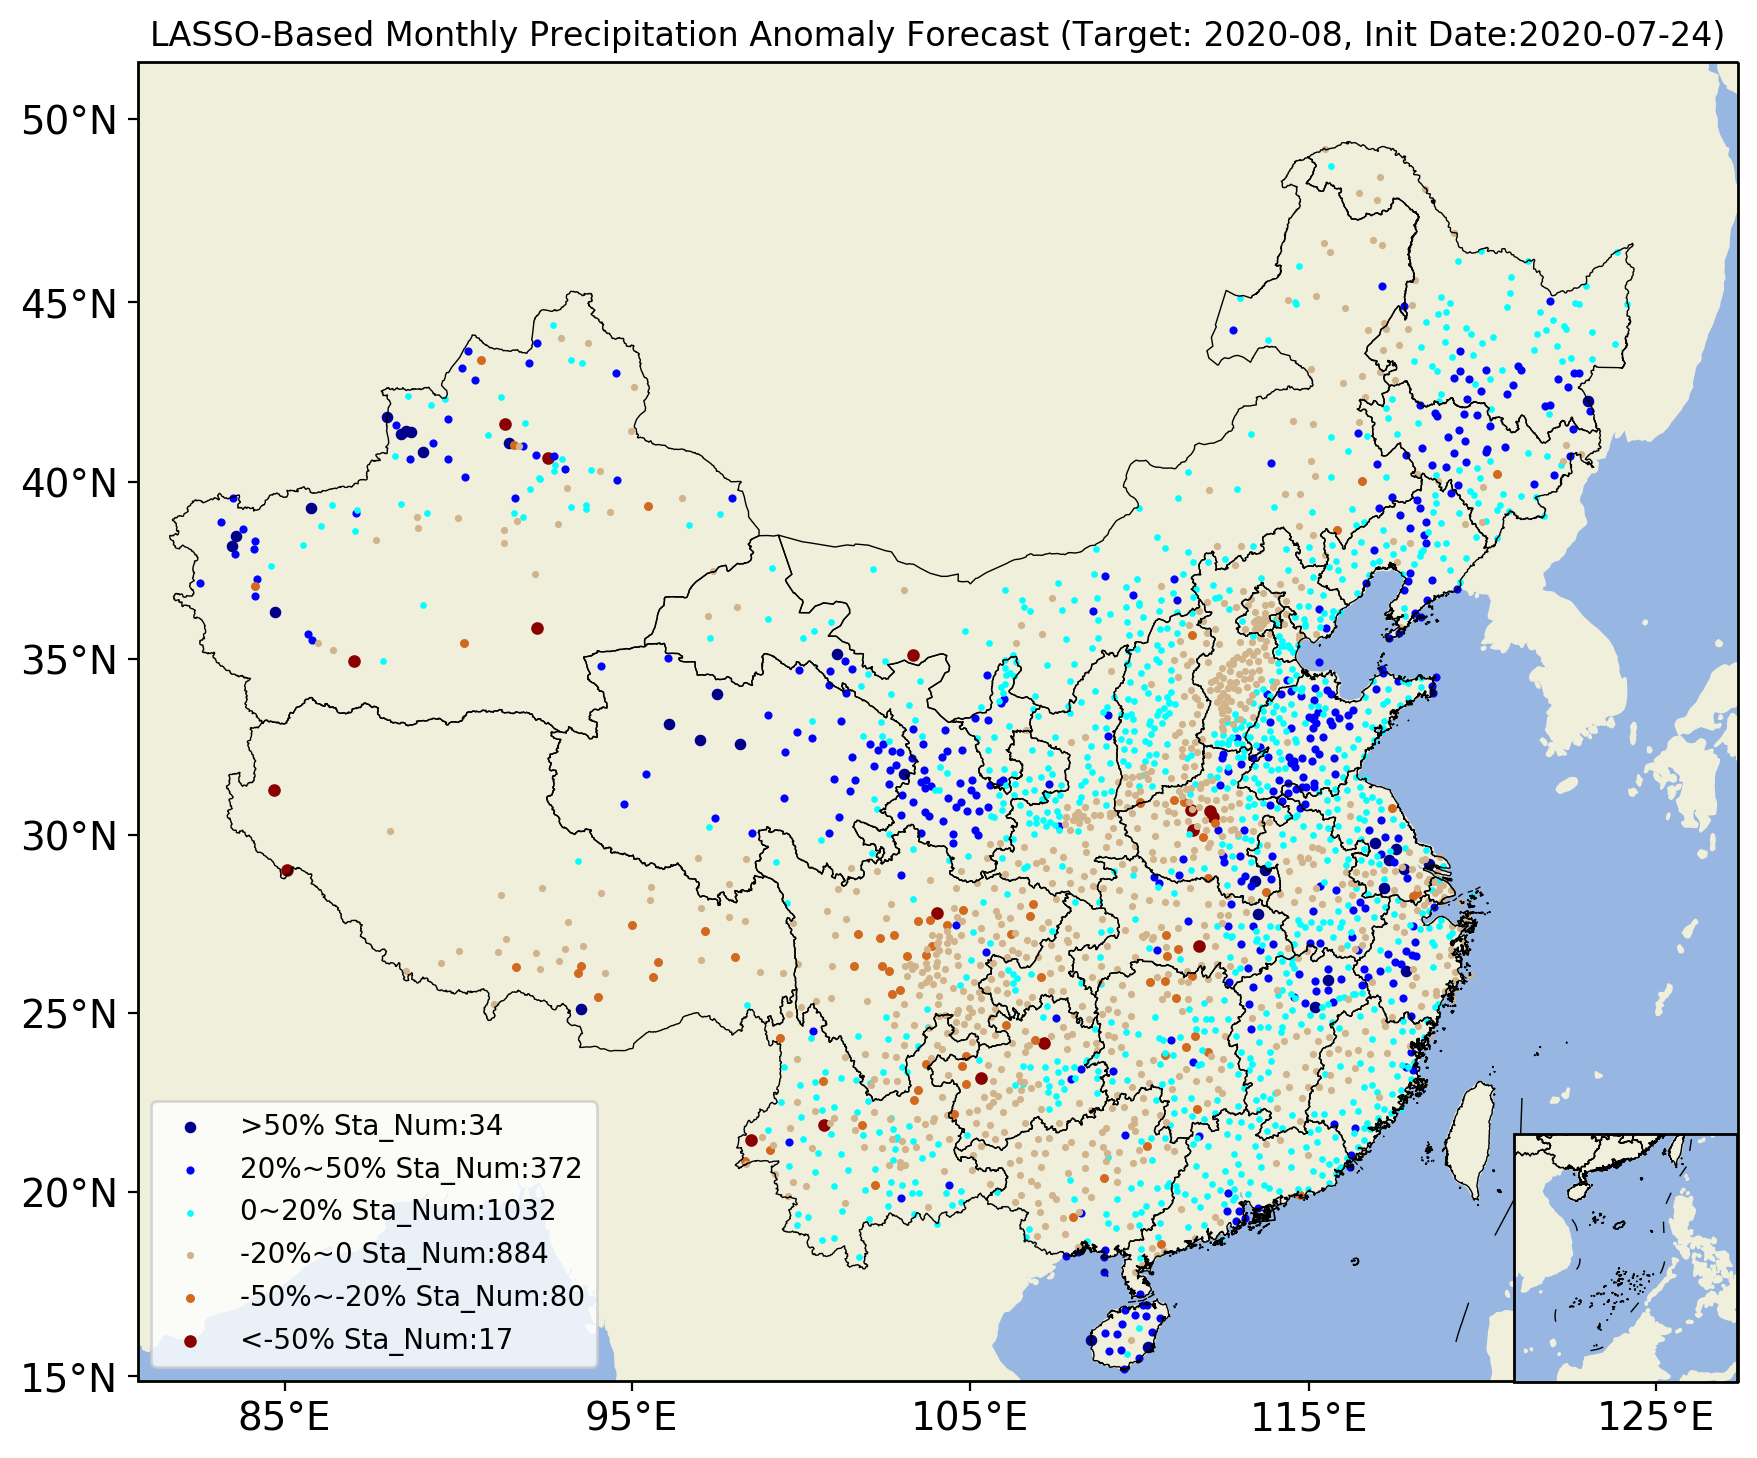 LASSO-Based Monthly Precipitation Anomaly Forecast (Target: 2020-08, Init Date:2020-07-24)
50°N
45°N
40°N
35°N
30°N
25°N
20°N
15°N
>50% Sta_Num:34
20%~50% Sta_Num:372
0~20% Sta_Num:1032
-20%~0 Sta_Num:884
-50%~-20% Sta_Num:80
<-50% Sta_Num:17
85°E
95°E
105°E
115°E
125°E